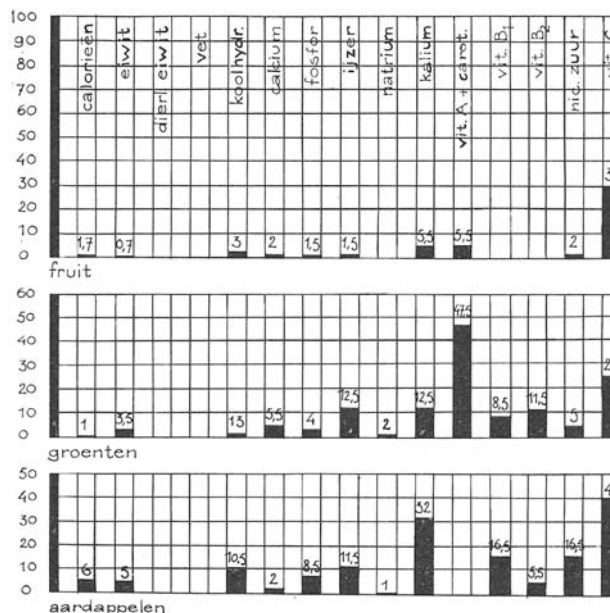 100 calorieën eiwit dierl. eiwit vet koolhydr. calcium fosfor ijzer natrium kalium vit. A + carot. vit. B1 vit. B2 nic. zuur
90
80
70
60
50
40
30
20
10
0 1,7 0,7 3 2 1,5 1,5 5,5 5,5 2
fruit
60
50 47,5
40
30
20
10 1 3,5 13 5,5 4 12,5 2 12,5 8,5 11,5 5
0
groenten
50
40
30 32
20
10 6 5 10,5 2 8,5 11,5 1 16,5 5,5 16,5
0
aardappelen